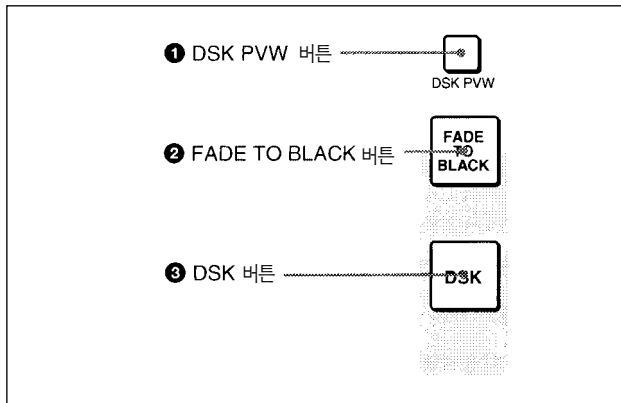 ❶ DSK PVW 버튼
DSK PVW
❷ FADE TO BLACK 버튼
FADE
TO
BLACK
❸ DSK 버튼
DSK